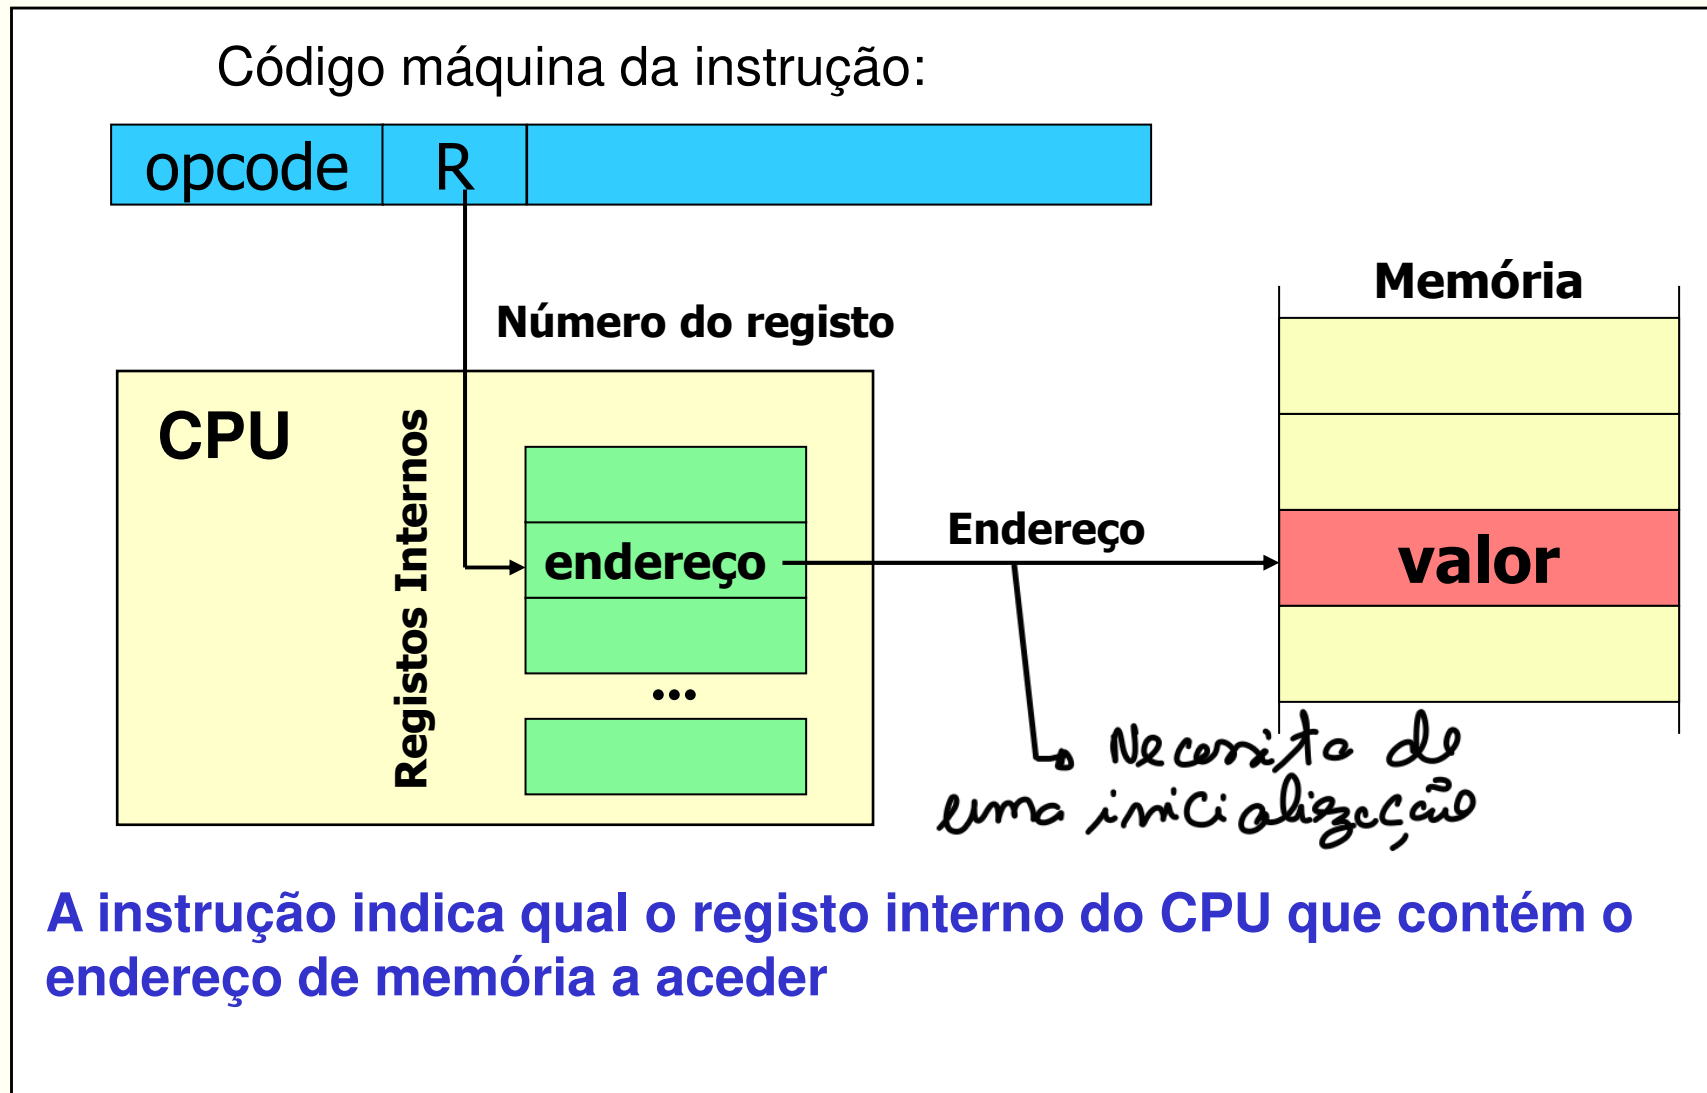 Código máquina da instrução:
opcode R
Número do registo
Memória
CPU
Registos Internos
endereço
Endereço
valor
...
Necessita de
uma inicialização
A instrução indica qual o registo interno do CPU que contém o
endereço de memória a aceder